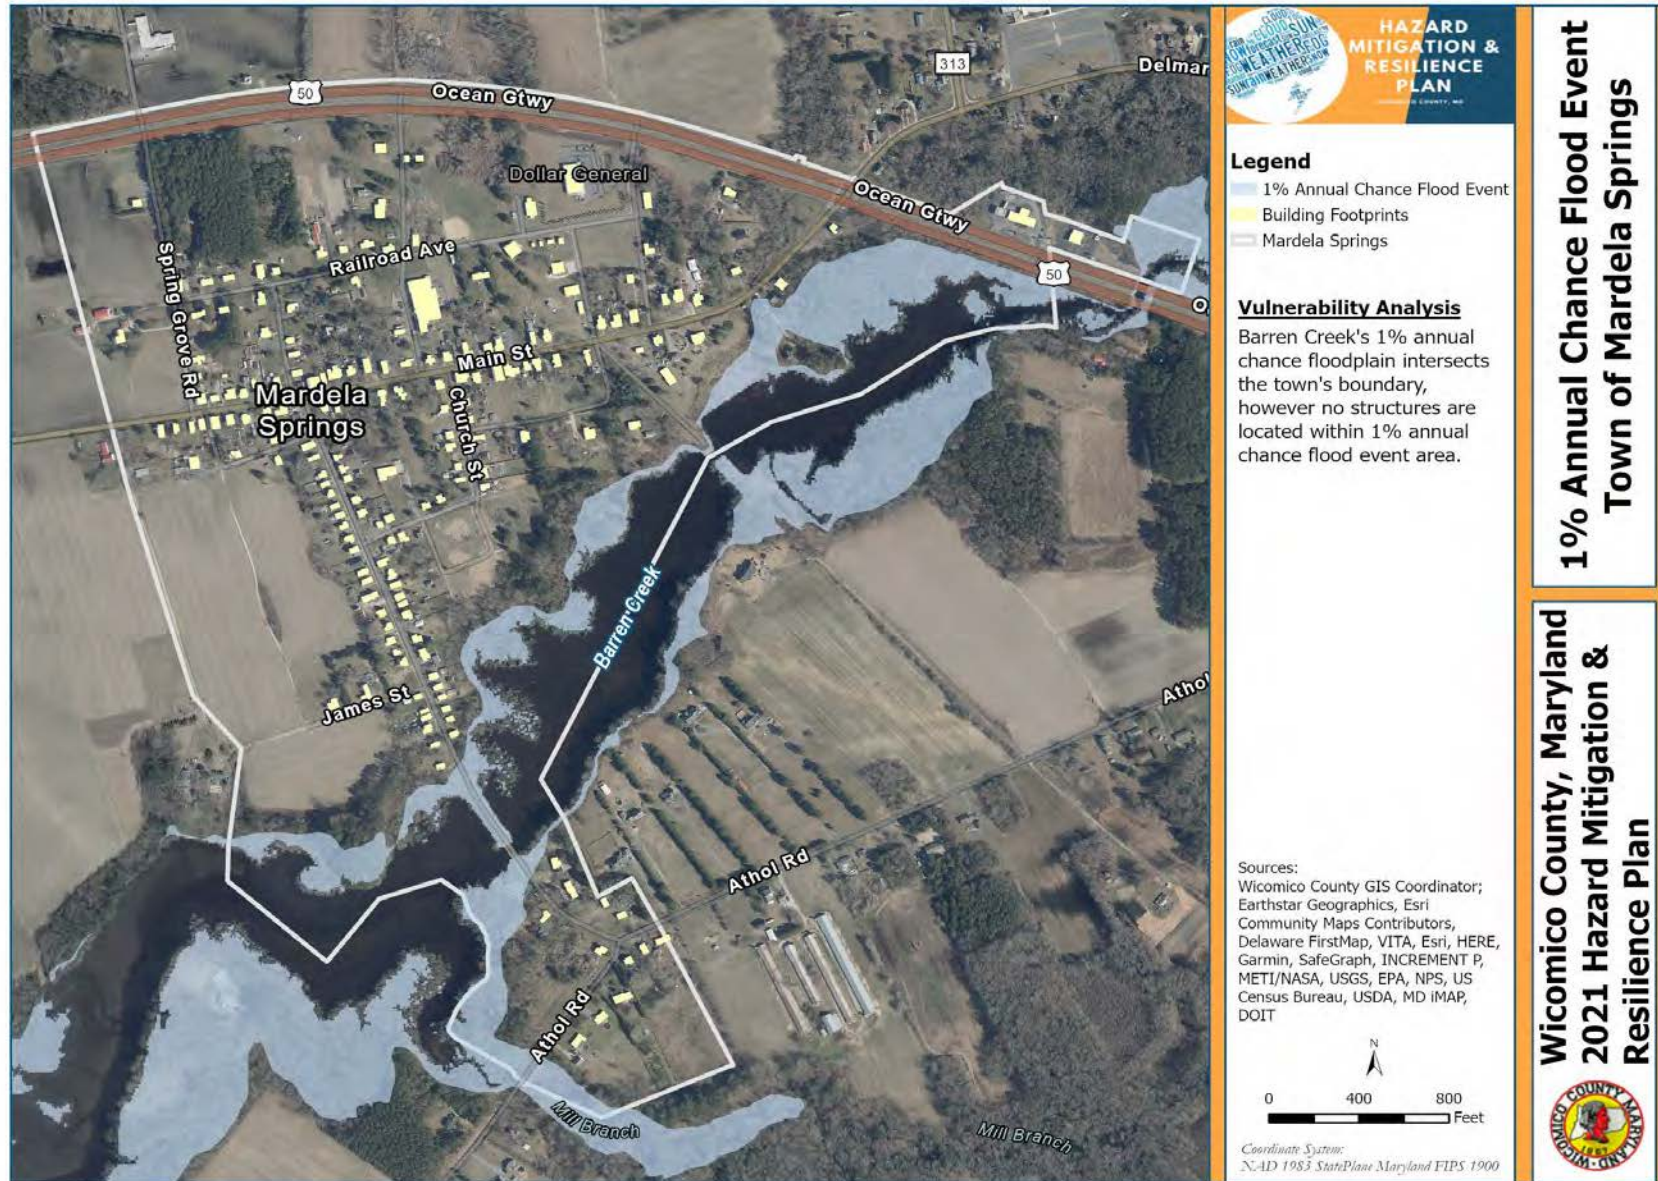 50
Ocean Gtwy
313
Delmar
Dollar General
Ocean Gtwy
50
O
Railroad Ave
Spring Grove Rd
Main St
Mardela
Springs
Church St
Barren Creek
James St
Athol
Athol Rd
Athol Rd
Mill Branch
Mill Branch
HAZARD
MITIGATION &
RESILIENCE
PLAN
Legend
1% Annual Chance Flood Event
Building Footprints
Mardela Springs
Vulnerability Analysis
Barren Creek's 1% annual
chance floodplain intersects
the town's boundary,
however no structures are
located within 1% annual
chance flood event area.
Sources:
Wicomico County GIS Coordinator;
Earthstar Geographics, Esri
Community Maps Contributors,
Delaware FirstMap, VITA, Esri, HERE,
Garmin, SafeGraph, INCREMENT P,
METI/NASA, USGS, EPA, NPS, US
Census Bureau, USDA, MD iMAP,
DOIT
N
0 400 800
Feet
Coordinate System:
NAD 1983 StatePlane Maryland FIPS 1900
1% Annual Chance Flood Event
Town of Mardela Springs
Wicomico County, Maryland
2021 Hazard Mitigation &
Resilience Plan
WICOMICO COUNTY MARYLAND
1867